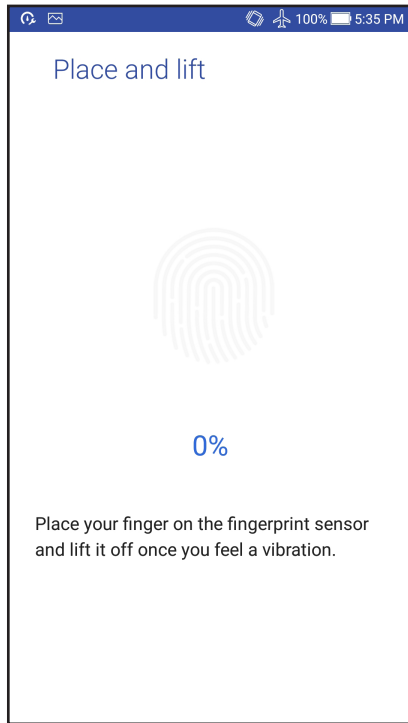 100% 5:35 PM
Place and lift
0%
Place your finger on the fingerprint sensor
and lift it off once you feel a vibration.